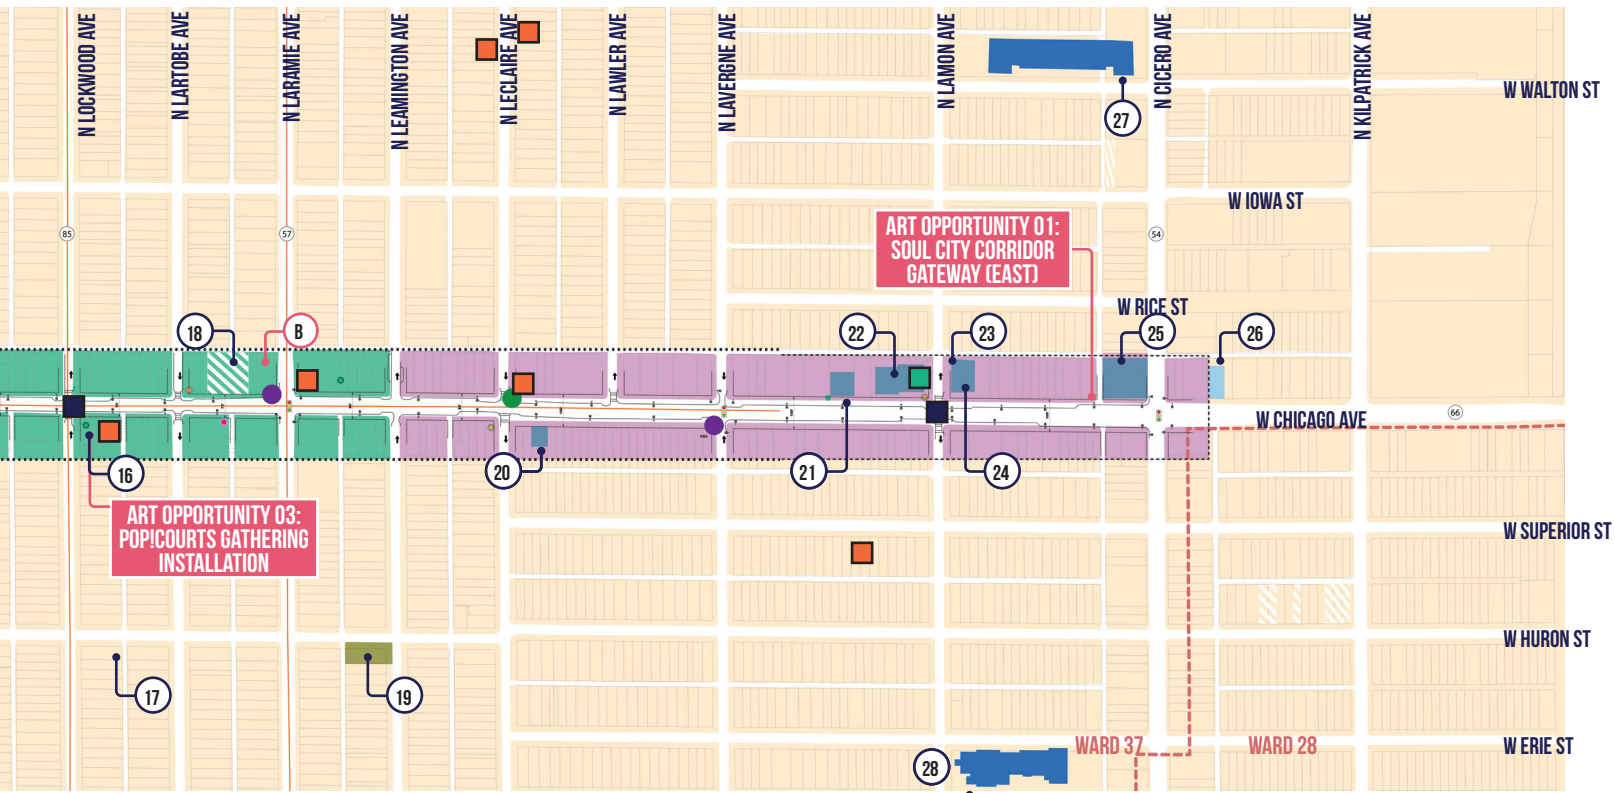 N LOCKWOOD AVE
N LARTOBE AVE
N LARAMIE AVE
N LEAMINGTON AVE
N LECLAIRE AVE
N LAWLER AVE
N LAVERGNE AVE
N LAMON AVE
N CICERO AVE
N KILPATRICK AVE
W WALTON ST
27
W IOWA ST
85
57
54
ART OPPORTUNITY 01:
SOUL CITY CORRIDOR
GATEWAY (EAST)
W RICE ST
18
B
22
23
25
26
66
W CHICAGO AVE
16
20
21
24
ART OPPORTUNITY 03:
POP!COURTS GATHERING
INSTALLATION
W SUPERIOR ST
W HURON ST
17
19
WARD 37
WARD 28
W ERIE ST
28